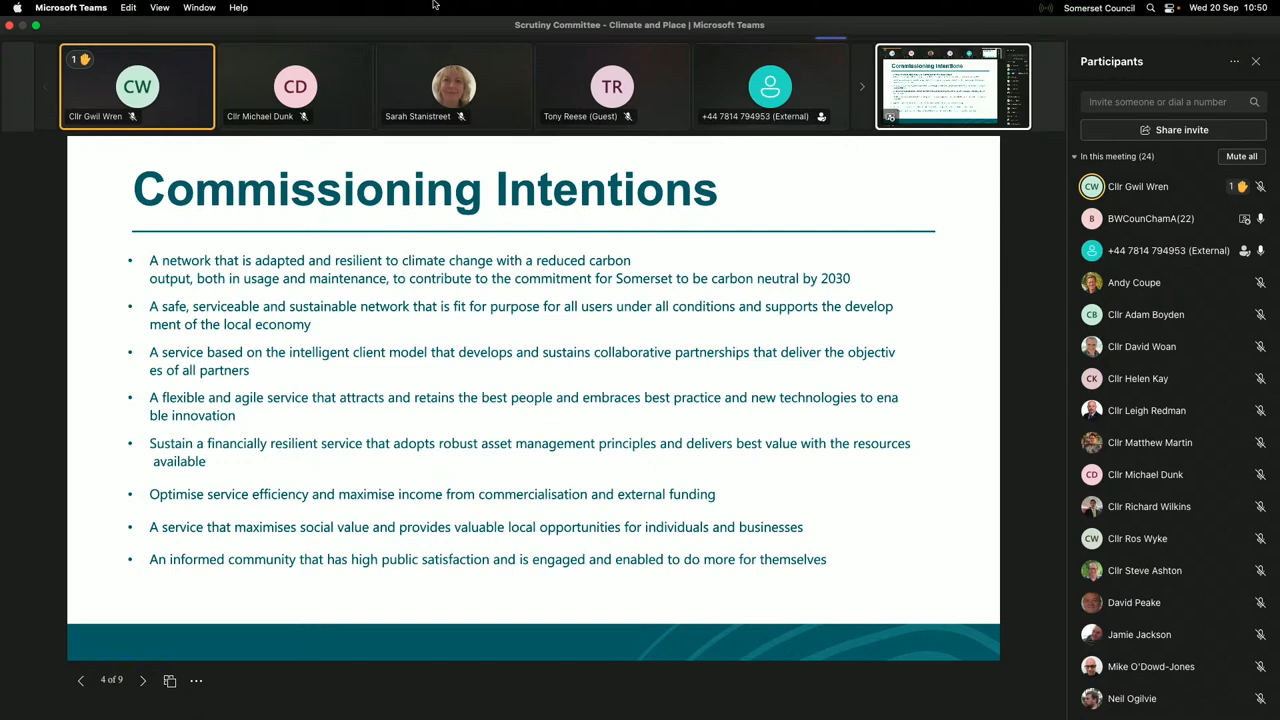 Microsoft Teams Edit View Window Help Somerset Council Wed 20 Sep 10:50
Scrutiny Committee - Climate and Place | Microsoft Teams
1
CW
CD
TR
Cllr Gwil Wren
Cllr Michael Dunk
Sarah Stanistreet
Tony Reese (Guest)
+44 7814 794953 (External)
Commissioning Intentions
Commissioning Intentions
• A network that is adapted and resilient to climate change with a reduced carbon
output, both in usage and maintenance, to contribute to the commitment for Somerset to be carbon neutral by 2030
• A safe, serviceable and sustainable network that is fit for purpose for all users under all conditions and supports the develop
ment of the local economy
• A service based on the intelligent client model that develops and sustains collaborative partnerships that deliver the objectiv
es of all partners
• A flexible and agile service that attracts and retains the best people and embraces best practice and new technologies to ena
ble innovation
• Sustain a financially resilient service that adopts robust asset management principles and delivers best value with the resources
available
• Optimise service efficiency and maximise income from commercialisation and external funding
• A service that maximises social value and provides valuable local opportunities for individuals and businesses
• An informed community that has high public satisfaction and is engaged and enabled to do more for themselves
4 of 9
Participants
Invite someone or dial a number
Share invite
In this meeting (24) Mute all
CW Cllr Gwil Wren 1
B BWCounChamA(22)
+44 7814 794953 (External)
Andy Coupe
CB Cllr Adam Boyden
Cllr David Woan
CK Cllr Helen Kay
Cllr Leigh Redman
Cllr Matthew Martin
CD Cllr Michael Dunk
Cllr Richard Wilkins
CW Cllr Ros Wyke
Cllr Steve Ashton
David Peake
Jamie Jackson
Mike O'Dowd-Jones
Neil Ogilvie